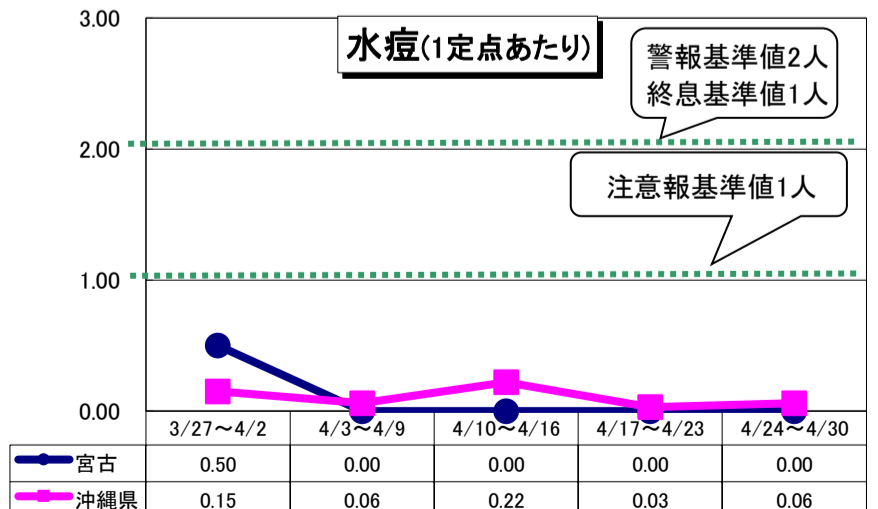 水痘(1定点あたり)
警報基準値2人
終息基準値1人
注意報基準値1人
3.00
2.00
1.00
0.00
3/27～4/2 4/3～4/9 4/10～4/16 4/17～4/23 4/24～4/30
宮古 0.50 0.00 0.00 0.00 0.00
沖縄県 0.15 0.06 0.22 0.03 0.06